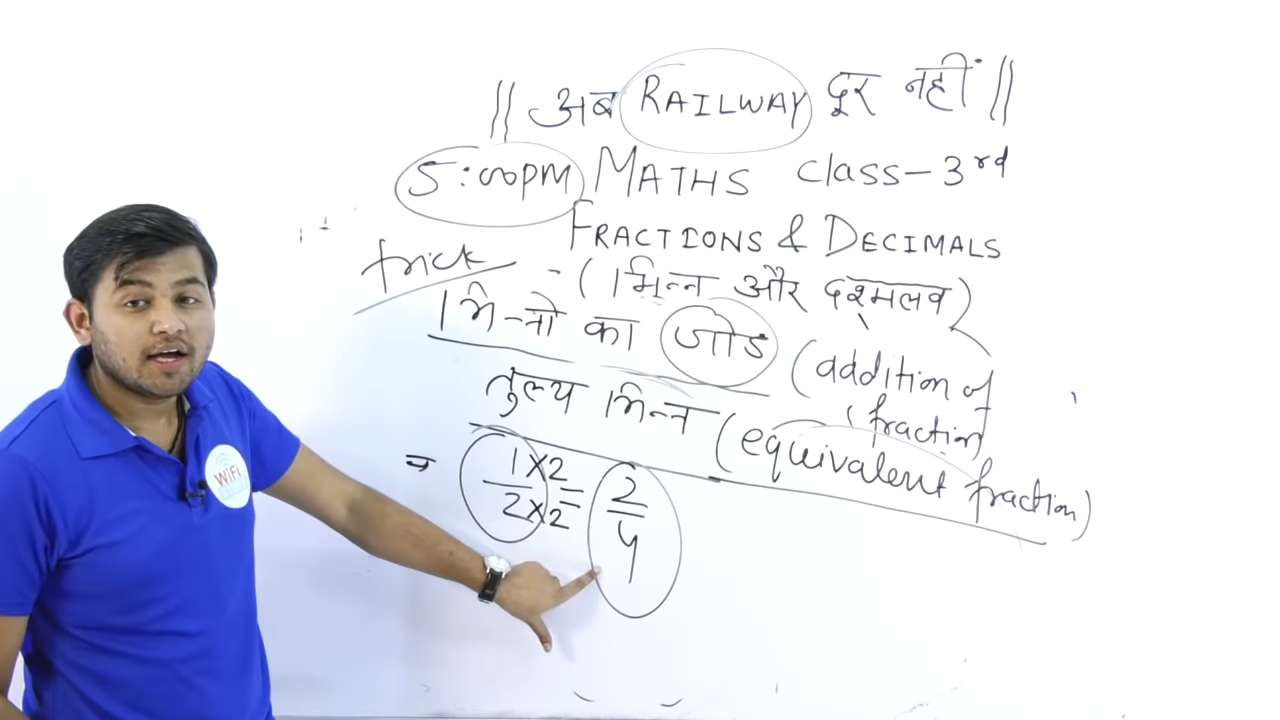 || अब RAILWAY दूर नहीं ||
5:00PM MATHS class-3rd
FRACTIONS & DECIMALS
trick - (भिन्न और दशमलव)
भिन्नो का जोड (addition of fraction)
तुल्य भिन्न (equivalent fraction)
= 1×2/2×2 = 2/4
WiFi